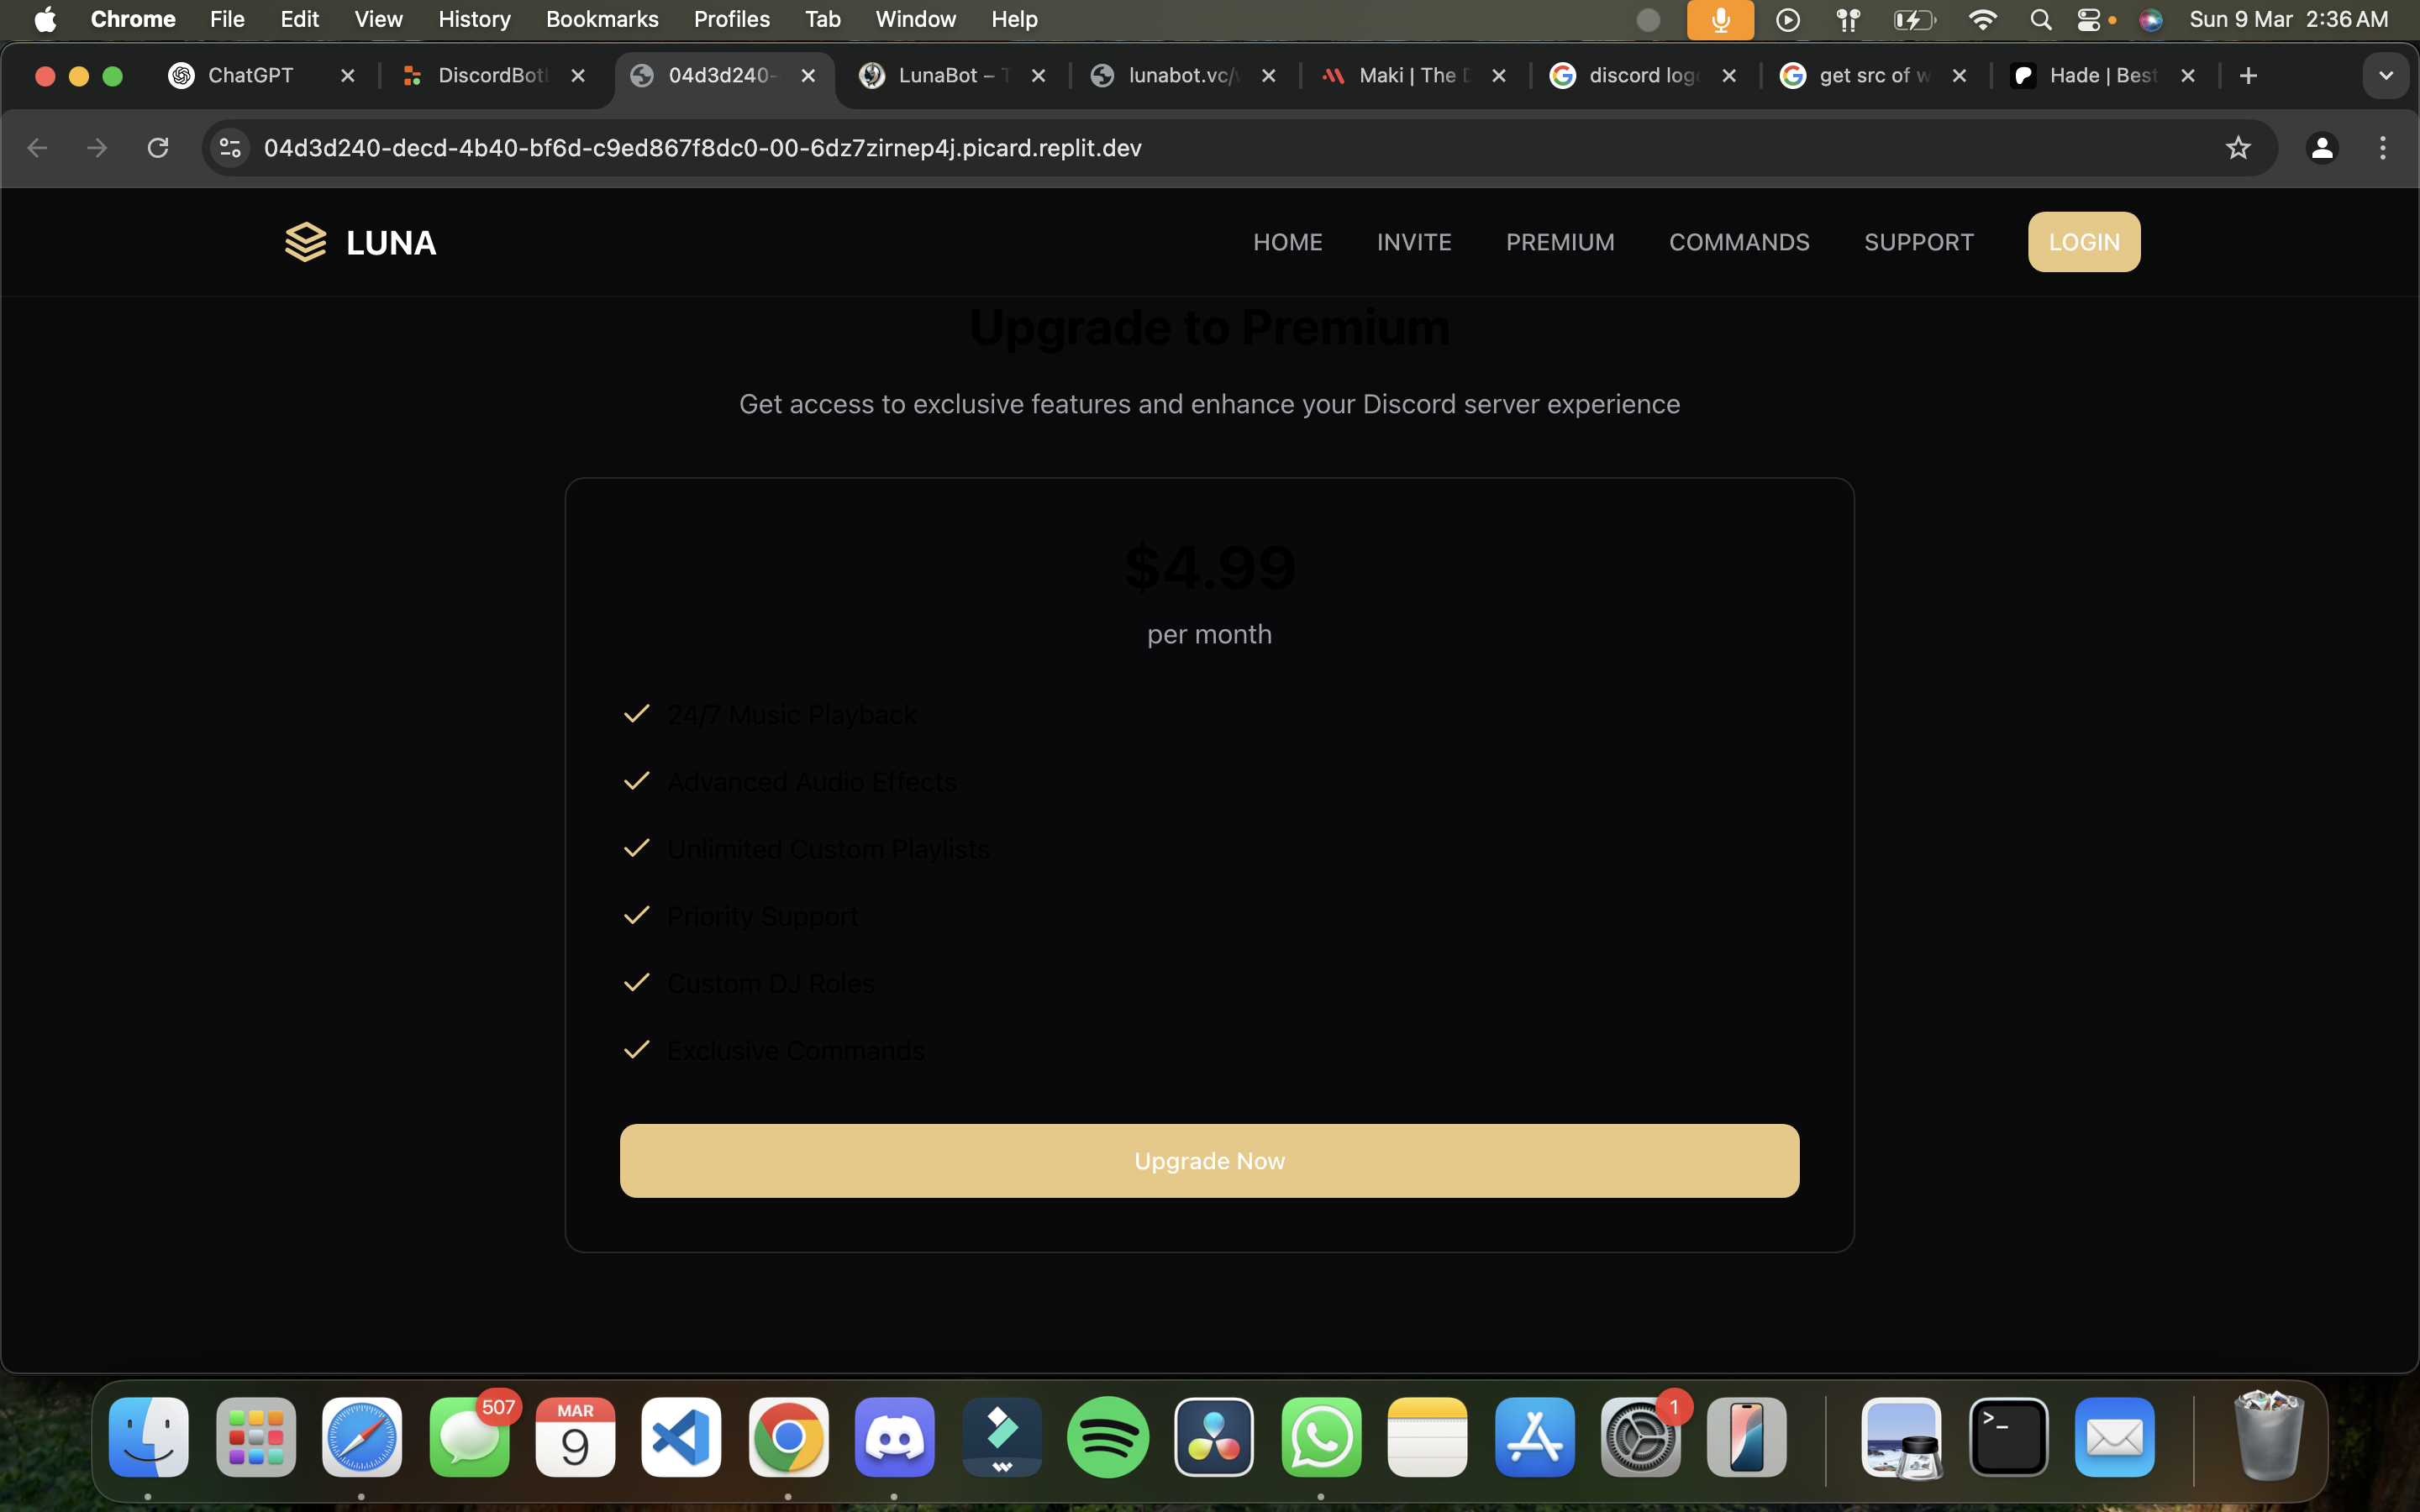 Chrome File Edit View History Bookmarks Profiles Tab Window Help Sun 9 Mar 2:36 AM
ChatGPT DiscordBotL 04d3d240- LunaBot – T lunabot.vc/ Maki | The D discord log get src of w Hade | Best
04d3d240-decd-4b40-bf6d-c9ed867f8dc0-00-6dz7zirnep4j.picard.replit.dev
LUNA HOME INVITE PREMIUM COMMANDS SUPPORT LOGIN
Upgrade to Premium
Get access to exclusive features and enhance your Discord server experience
$4.99
per month
24/7 Music Playback
Advanced Audio Effects
Unlimited Custom Playlists
Priority Support
Custom DJ Roles
Exclusive Commands
Upgrade Now
507 MAR 1
9